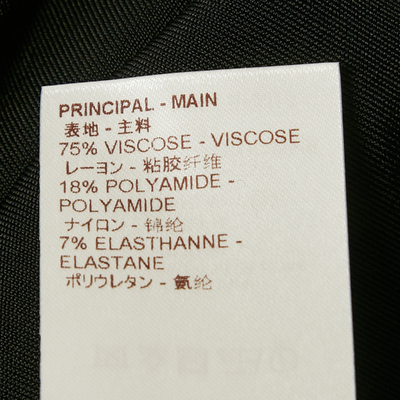 PRINCIPAL - MAIN
表地 - 主料
75% VISCOSE - VISCOSE
レーヨン - 粘胶纤维
18% POLYAMIDE -
POLYAMIDE
ナイロン - 锦纶
7% ELASTHANNE -
ELASTANE
ポリウレタン - 氨纶